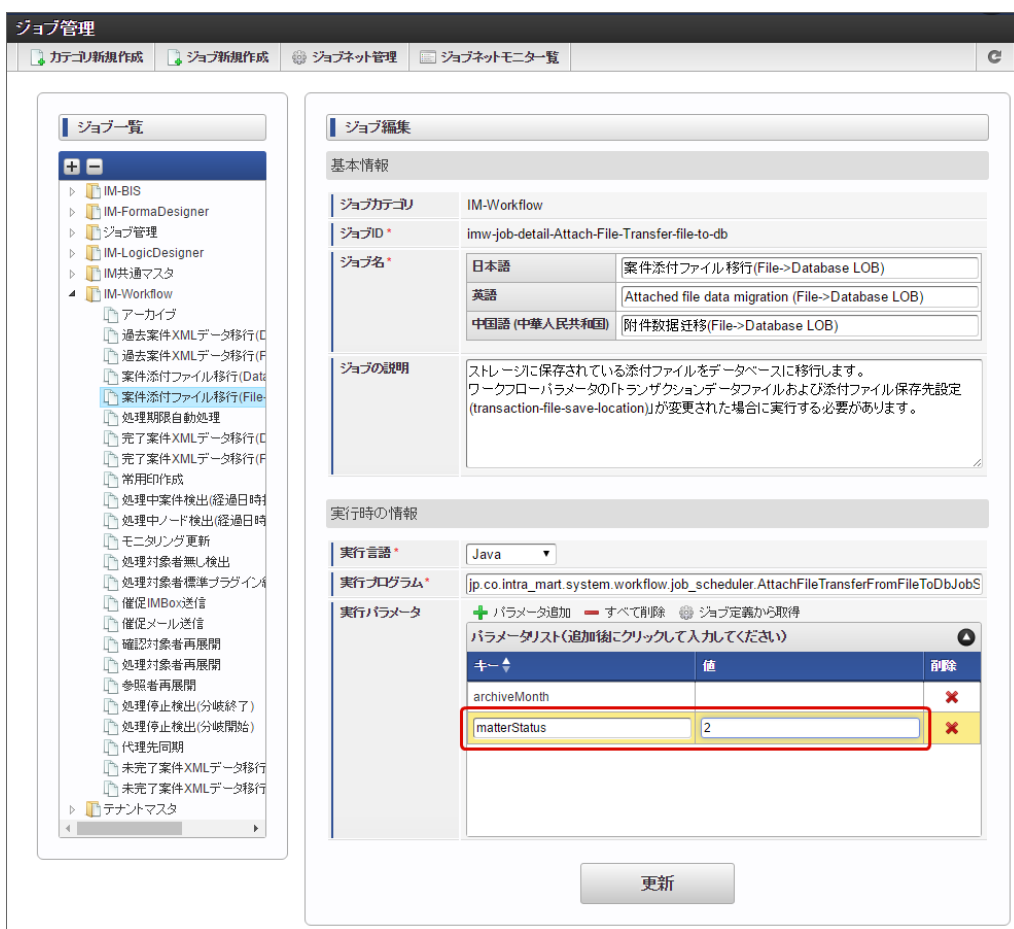 ジョブ管理
カテゴリ新規作成 ジョブ新規作成 ジョブネット管理 ジョブネットモニター覧
ジョブ一覧
IM-BIS
IM-FormaDesigner
ジョブ管理
IM-LogicDesigner
IM共通マスタ
IM-Workflow
アーカイブ
過去案件XMLデータ移行(D
過去案件XMLデータ移行(F
案件添付ファイル移行(Data
案件添付ファイル移行(File-
処理期限自動処理
完了案件XMLデータ移行(D
完了案件XMLデータ移行(F
常用印作成
処理中案件検出(経過日時
処理中ノード検出(経過日時
モニタリング更新
処理対象者無し検出
処理対象者標準プラグイン
催促IMBox送信
催促メール送信
確認対象者再展開
処理対象者再展開
参照者再展開
処理停止検出(分岐終了)
処理停止検出(分岐開始)
代理先同期
未完了案件XMLデータ移行
未完了案件XMLデータ移行
テナントマスタ
ジョブ編集
基本情報
ジョブカテゴリ IM-Workflow
ジョブID * imw-job-detail-Attach-File-Transfer-file-to-db
ジョブ名 * 日本語 案件添付ファイル移行(File->Database LOB)
英語 Attached file data migration (File->Database LOB)
中国語 (中華人民共和国) 附件数据迁移(File->Database LOB)
ジョブの説明 ストレージに保存されている添付ファイルをデータベースに移行します。
ワークフローパラメータの「トランザクションデータファイルおよび添付ファイル保存先設定
(transaction-file-save-location)」が変更された場合に実行する必要があります。
実行時の情報
実行言語 * Java
実行プログラム * jp.co.intra_mart.system.workflow.job_scheduler.AttachFileTransferFromFileToDbJobS
実行パラメータ パラメータ追加 すべて削除 ジョブ定義から取得
パラメータリスト(追加後にクリックして入力してください)
キー 値 削除
archiveMonth
matterStatus 2
更新